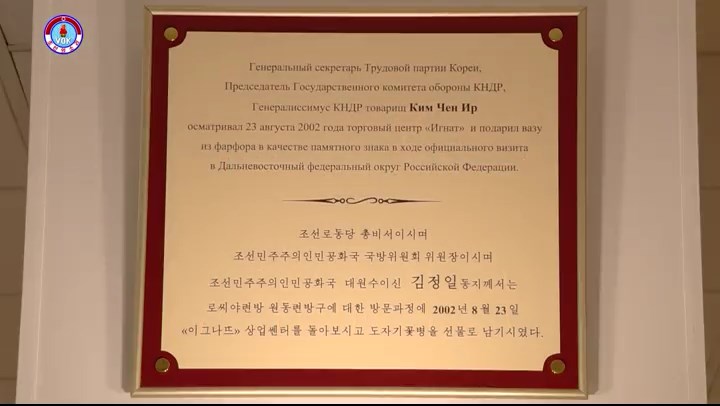 VOK
Генеральный секретарь Трудовой партии Кореи,
Председатель Государственного комитета обороны КНДР,
Генералиссимус КНДР товарищ Ким Чен Ир
осматривал 23 августа 2002 года торговый центр «Игнат» и подарил вазу
из фарфора в качестве памятного знака в ходе официального визита
в Дальневосточный федеральный округ Российской Федерации.
조선로동당 총비서이시며
조선민주주의인민공화국 국방위원회 위원장이시며
조선민주주의인민공화국 대원수이신 김정일동지께서는
로씨야련방 원동련방구에 대한 방문과정에 2002년 8월 23일
«이그나뜨» 상업쎈터를 돌아보시고 도자기꽃병을 선물로 남기시였다.